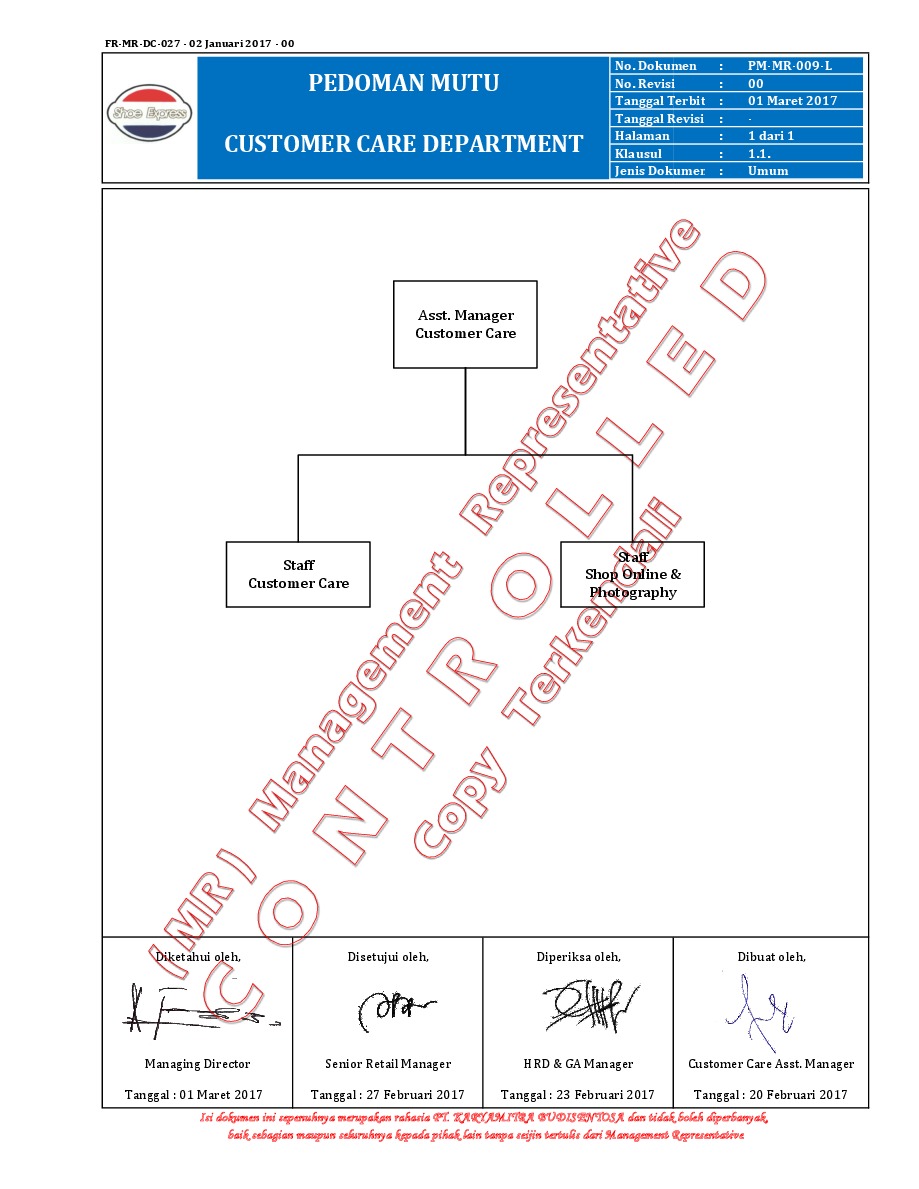 FR-MR-DC-027 - 02 Januari 2017 - 00
Shoe Express
PEDOMAN MUTU
CUSTOMER CARE DEPARTMENT
No. Dokumen : PM-MR-009-L
No. Revisi : 00
Tanggal Terbit : 01 Maret 2017
Tanggal Revisi : -
Halaman : 1 dari 1
Klausul : 1.1.
Jenis Dokumer : Umum
Asst. Manager
Customer Care
Staff
Customer Care
Staff
Shop Online &
Photography
(MR) Management Representative
CONTROLLED
Copy Terkendali
Diketahui oleh,
Managing Director
Tanggal : 01 Maret 2017
Disetujui oleh,
Senior Retail Manager
Tanggal : 27 Februari 2017
Diperiksa oleh,
HRD & GA Manager
Tanggal : 23 Februari 2017
Dibuat oleh,
Customer Care Asst. Manager
Tanggal : 20 Februari 2017
Isi dokumen ini sepenuhnya merupakan rahasia PT. KARYAMITRA BUDISENTOSA dan tidak boleh diperbanyak,
baik sebagian maupun seluruhnya kepada pihak lain tanpa seijin tertulis dari Management Representative